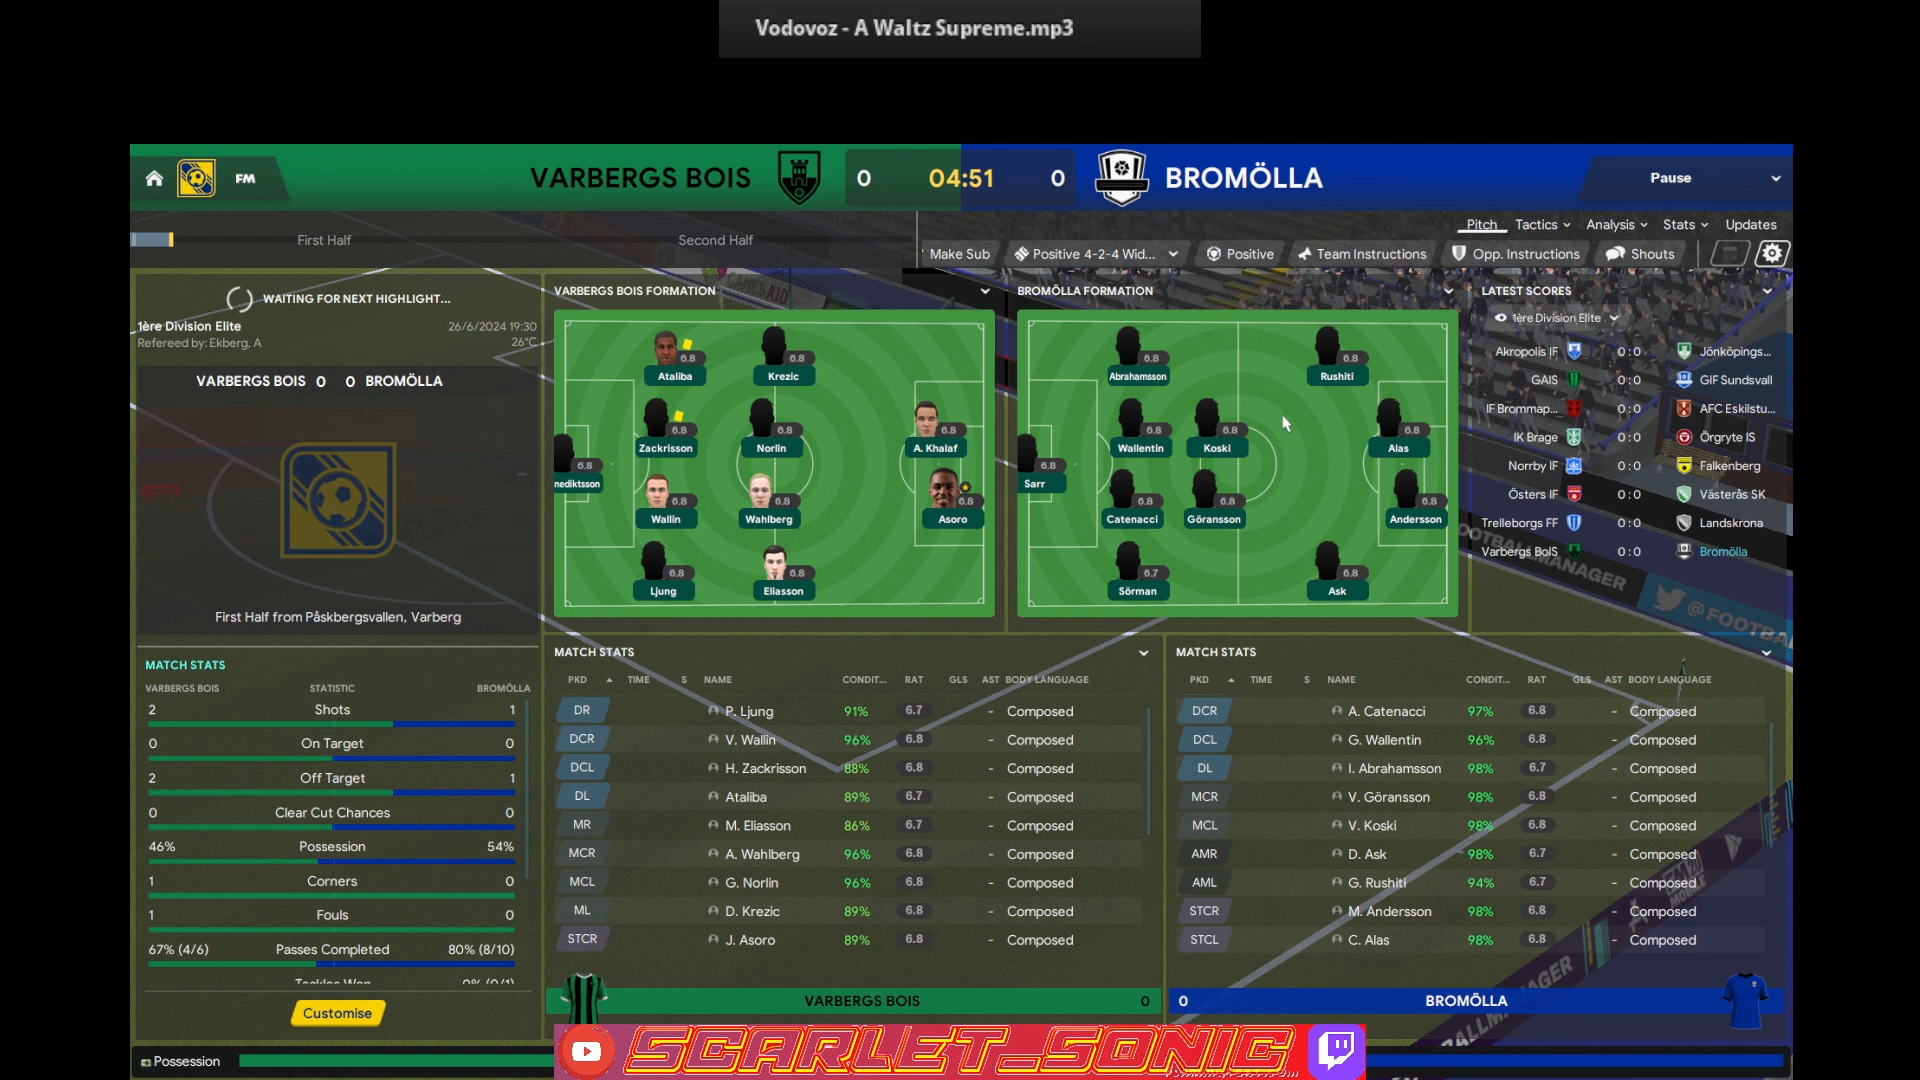 Vodovoz - A Waltz Supreme.mp3
FM
VARBERGS BOIS
0
04:51
0
BROMÖLLA
Pause
First Half
Second Half
Pitch
Tactics
Analysis
Stats
Updates
Make Sub
Positive 4-2-4 Wid...
Positive
Team Instructions
Opp. Instructions
Shouts
WAITING FOR NEXT HIGHLIGHT...
1ère Division Elite
26/6/2024 19:30
Refereed by: Ekberg, A
26°C
VARBERGS BOIS 0 0 BROMÖLLA
First Half from Påskbergsvallen, Varberg
VARBERGS BOIS FORMATION
6.8 6.8
Ataliba Krezic
6.8 6.8 6.8
Zackrisson Norlin A. Khalaf
6.8
nediktsson
6.8 6.8 6.8
Wallin Wahlberg Asoro
6.8 6.8
Ljung Eliasson
BROMÖLLA FORMATION
6.8 6.8
Abrahamsson Rushiti
6.8 6.8 6.8
Wallentin Koski Alas
6.8
Sarr
6.8 6.8 6.8
Catenacci Göransson Andersson
6.7 6.8
Sörman Ask
LATEST SCORES
1ère Division Elite
Akropolis IF 0 : 0 Jönköpings...
GAIS 0 : 0 GIF Sundsvall
IF Brommap... 0 : 0 AFC Eskilstu...
IK Brage 0 : 0 Örgryte IS
Norrby IF 0 : 0 Falkenberg
Östers IF 0 : 0 Västerås SK
Trelleborgs FF 0 : 0 Landskrona
Varbergs BoIS 0 : 0 Bromölla
MATCH STATS
VARBERGS BOIS STATISTIC BROMÖLLA
2 Shots 1
0 On Target 0
2 Off Target 1
0 Clear Cut Chances 0
46% Possession 54%
1 Corners 0
1 Fouls 0
67% (4/6) Passes Completed 80% (8/10)
Customise
MATCH STATS
PKD TIME S NAME CONDIT... RAT GLS AST BODY LANGUAGE
DR P. Ljung 91% 6.7 - Composed
DCR V. Wallin 96% 6.8 - Composed
DCL H. Zackrisson 88% 6.8 - Composed
DL Ataliba 89% 6.7 - Composed
MR M. Eliasson 86% 6.7 - Composed
MCR A. Wahlberg 96% 6.8 - Composed
MCL G. Norlin 96% 6.8 - Composed
ML D. Krezic 89% 6.8 - Composed
STCR J. Asoro 89% 6.8 - Composed
VARBERGS BOIS 0
MATCH STATS
PKD TIME S NAME CONDIT... RAT GLS AST BODY LANGUAGE
DCR A. Catenacci 97% 6.8 - Composed
DCL G. Wallentin 96% 6.8 - Composed
DL I. Abrahamsson 98% 6.7 - Composed
MCR V. Göransson 98% 6.8 - Composed
MCL V. Koski 98% 6.8 - Composed
AMR D. Ask 98% 6.7 - Composed
AML G. Rushiti 94% 6.7 - Composed
STCR M. Andersson 98% 6.8 - Composed
STCL C. Alas 98% 6.8 - Composed
0 BROMÖLLA
Possession
SCARLET_SONIC